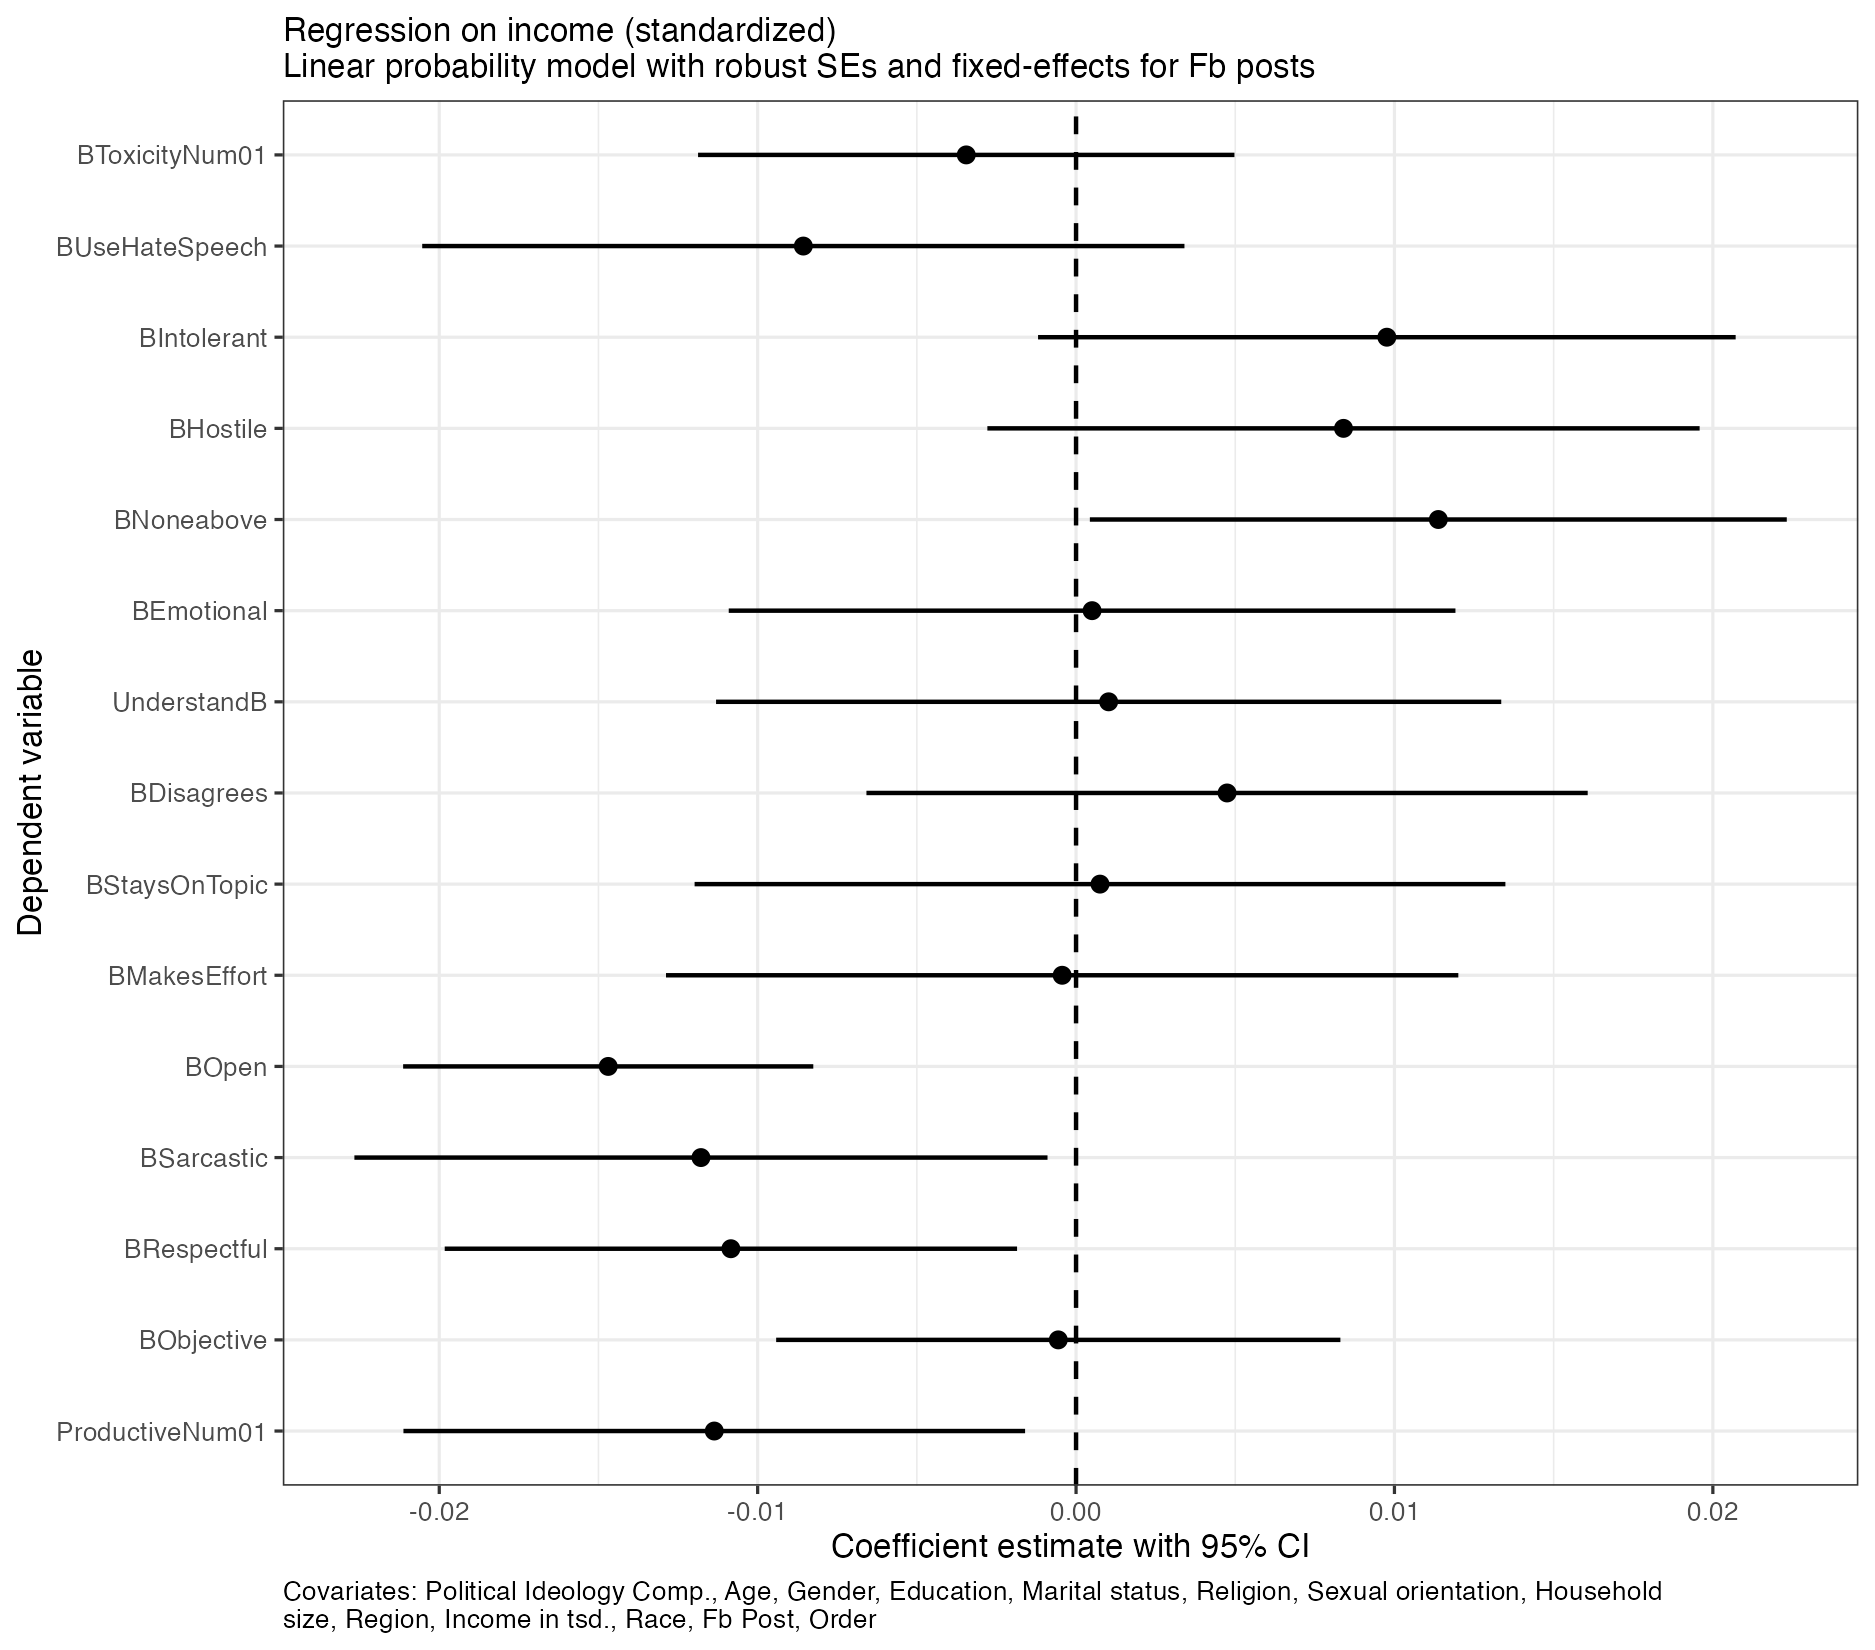 Regression on income (standardized)
Linear probability model with robust SEs and fixed-effects for Fb posts
Dependent variable
BToxicityNum01
BUseHateSpeech
BIntolerant
BHostile
BNoneabove
BEmotional
UnderstandB
BDisagrees
BStaysOnTopic
BMakesEffort
BOpen
BSarcastic
BRespectful
BObjective
ProductiveNum01
-0.02 -0.01 0.00 0.01 0.02
Coefficient estimate with 95% CI
Covariates: Political Ideology Comp., Age, Gender, Education, Marital status, Religion, Sexual orientation, Household
size, Region, Income in tsd., Race, Fb Post, Order